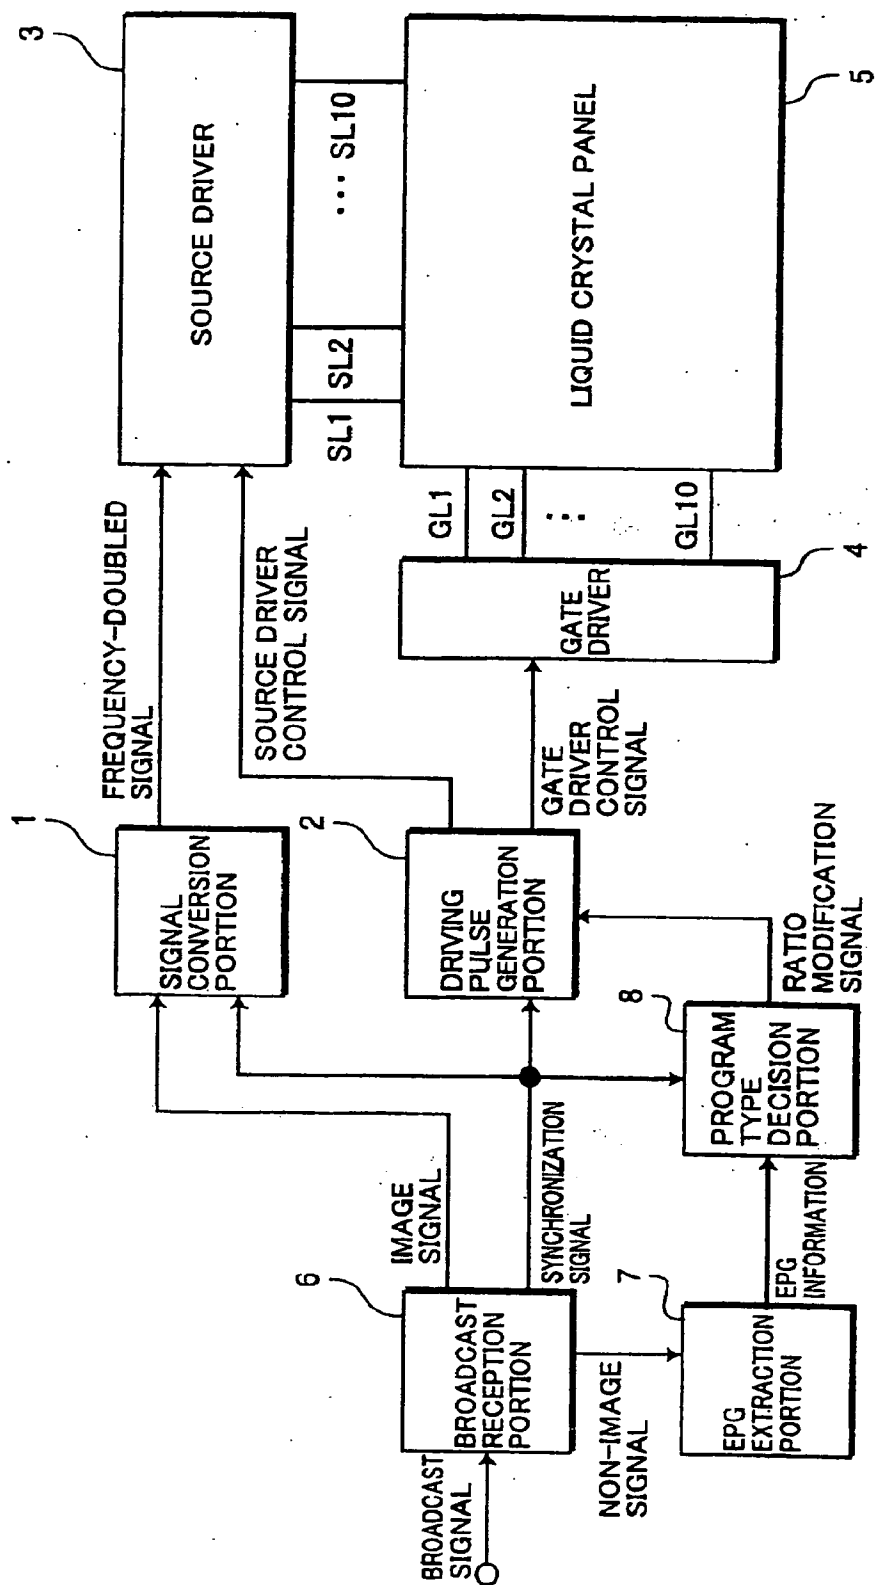 BROADCAST
SIGNAL
6
BROADCAST
RECEPTION
PORTION
IMAGE
SIGNAL
SYNCHRONIZATION
SIGNAL
NON-IMAGE
SIGNAL
7
EPG
EXTRACTION
PORTION
EPG
INFORMATION
8
PROGRAM
TYPE
DECISION
PORTION
RATIO
MODIFICATION
SIGNAL
1
SIGNAL
CONVERSION
PORTION
FREQUENCY-DOUBLED
SIGNAL
2
DRIVING
PULSE
GENERATION
PORTION
SOURCE DRIVER
CONTROL SIGNAL
GATE
DRIVER
CONTROL
SIGNAL
3
SOURCE DRIVER
SL1
SL2
...
SL10
GATE
DRIVER
4
GL1
GL2
...
GL10
LIQUID CRYSTAL PANEL
5